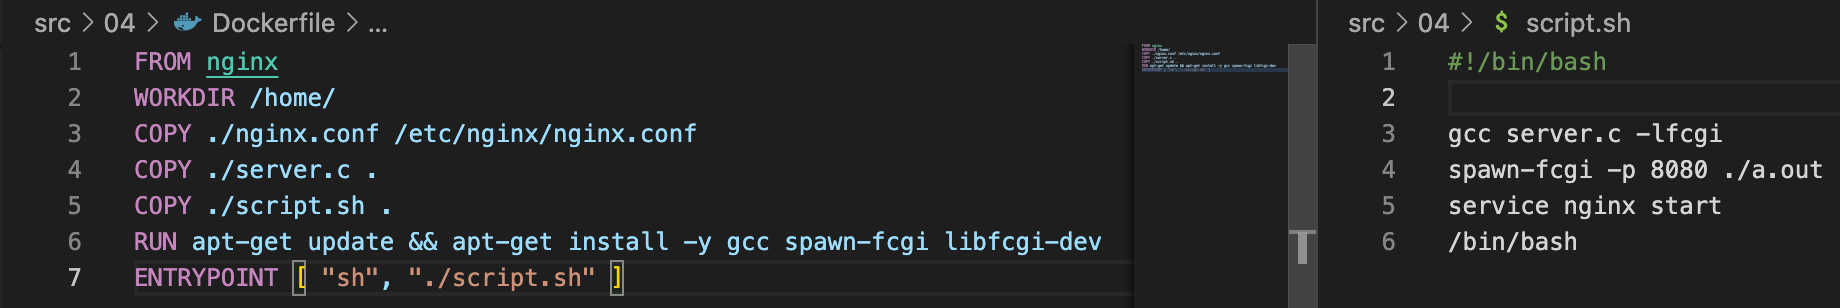 src > 04 > Dockerfile > ...
1 FROM nginx
2 WORKDIR /home/
3 COPY ./nginx.conf /etc/nginx/nginx.conf
4 COPY ./server.c .
5 COPY ./script.sh .
6 RUN apt-get update && apt-get install -y gcc spawn-fcgi libfcgi-dev
7 ENTRYPOINT [ "sh", "./script.sh" ]
src > 04 > $ script.sh
1 #!/bin/bash
2
3 gcc server.c -lfcgi
4 spawn-fcgi -p 8080 ./a.out
5 service nginx start
6 /bin/bash